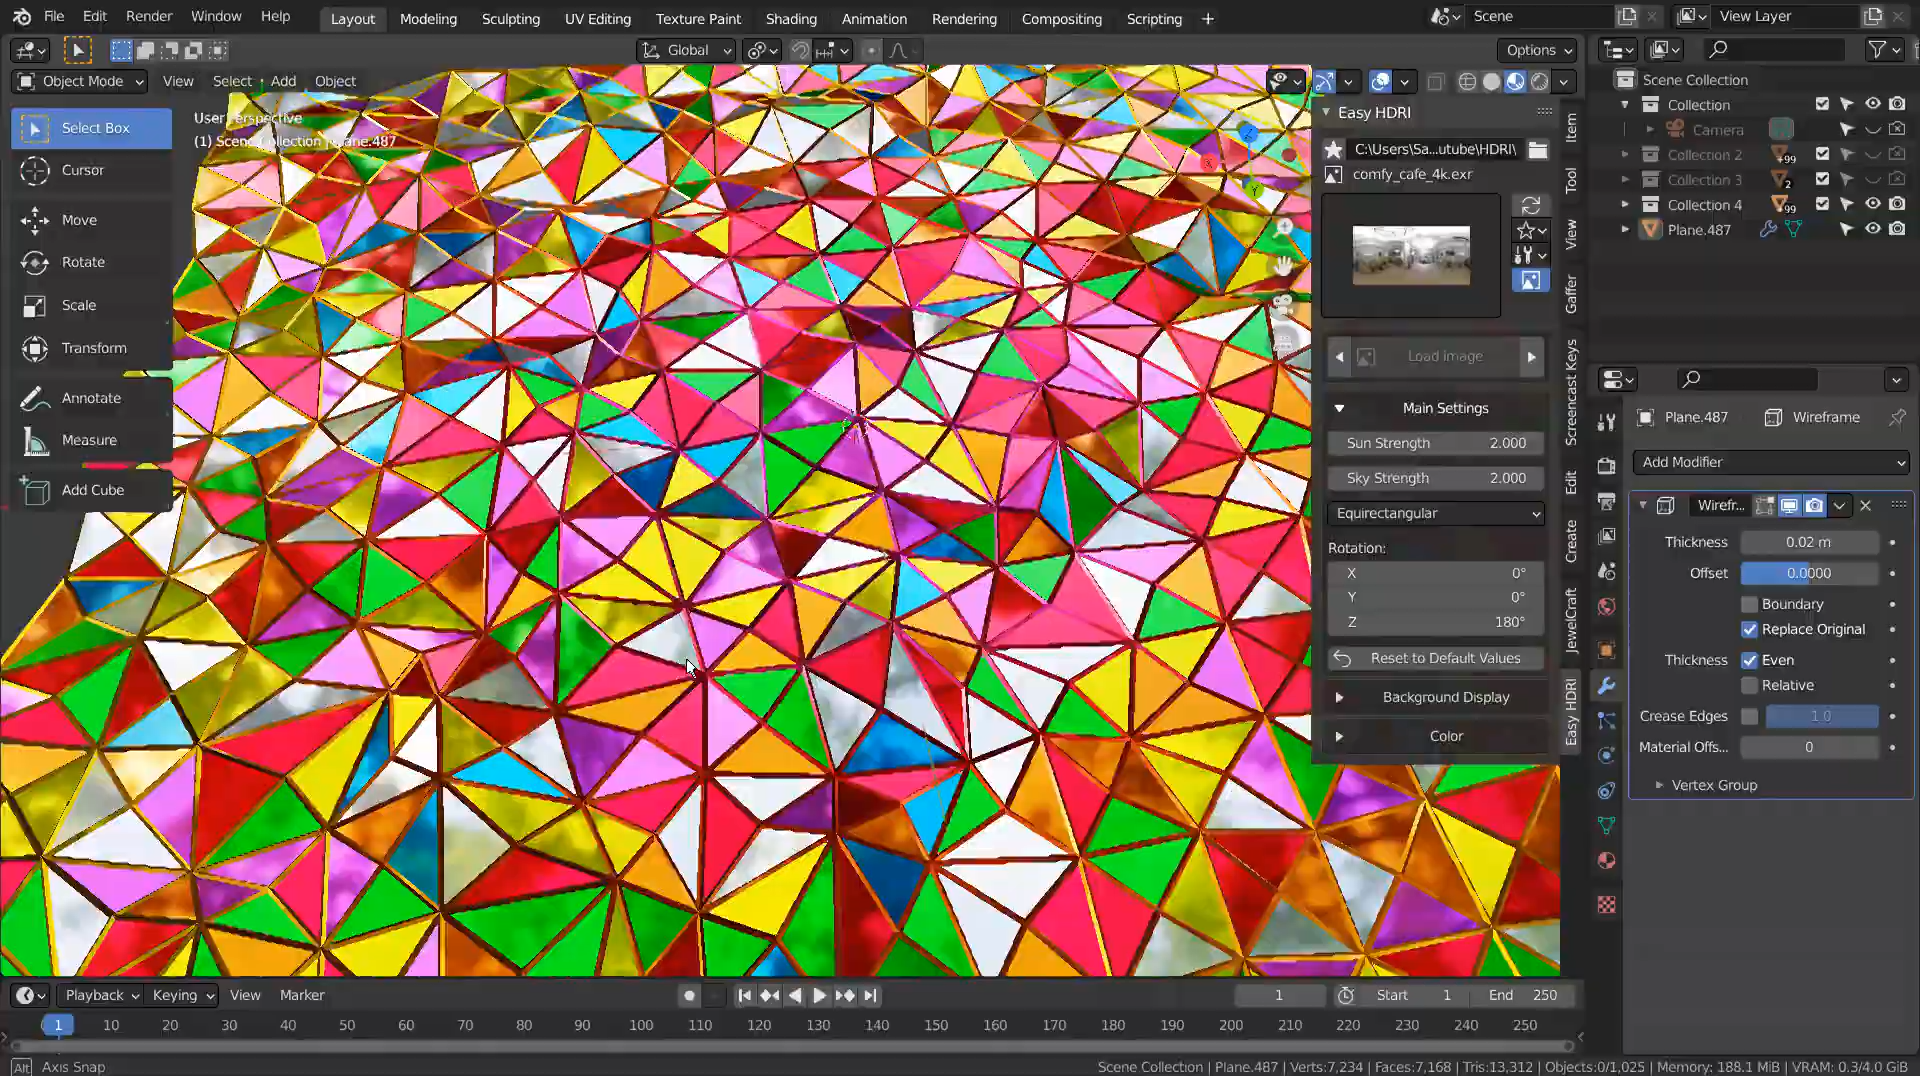 File Edit Render Window Help Layout Modeling Sculpting UV Editing Texture Paint Shading Animation Rendering Compositing Scripting + Scene View Layer
Global Options
Object Mode View Select Add Object
Select Box
Cursor
Move
Rotate
Scale
Transform
Annotate
Measure
Add Cube
(1) Scene Collection | Plane.487
Easy HDRI
C:\Users\Sa...utube\HDRI\
comfy_cafe_4k.exr
Load image
Main Settings
Sun Strength 2.000
Sky Strength 2.000
Equirectangular
Rotation:
X 0°
Y 0°
Z 180°
Reset to Default Values
Background Display
Color
Item
Tool
View
Gaffer
Screencast Keys
Edit
Create
JewelCraft
Easy HDRI
Scene Collection
Collection
Camera
Collection 2 +99
Collection 3 2
Collection 4 99
Plane.487
Plane.487 Wireframe
Add Modifier
Wirefr...
Thickness 0.02 m
Offset 0.0000
Boundary
Replace Original
Thickness Even
Relative
Crease Edges 1.0
Material Offs... 0
Vertex Group
Playback Keying View Marker 1 Start 1 End 250
1 10 20 30 40 50 60 70 80 90 100 110 120 130 140 150 160 170 180 190 200 210 220 230 240 250
Alt Axis Snap Scene Collection | Plane.487 | Verts:7,234 | Faces:7,168 | Tris:13,312 | Objects:0/1,025 | Memory: 188.1 MiB | VRAM: 0.3/4.0 GiB